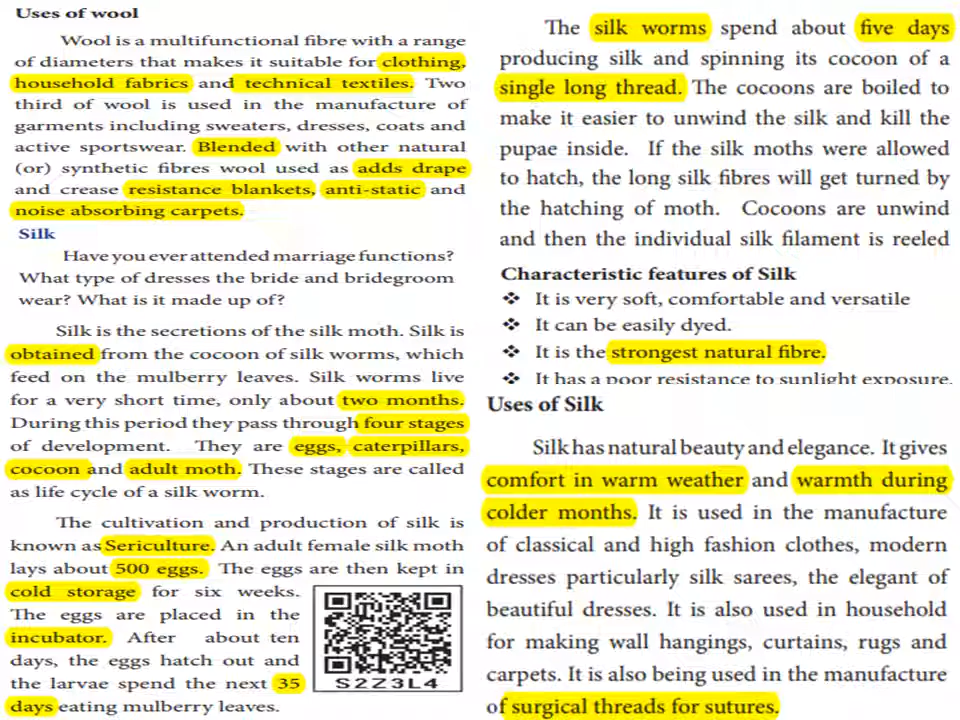 Uses of wool
Wool is a multifunctional fibre with a range
of diameters that makes it suitable for clothing,
household fabrics and technical textiles. Two
third of wool is used in the manufacture of
garments including sweaters, dresses, coats and
active sportswear. Blended with other natural
(or) synthetic fibres wool used as adds drape
and crease resistance blankets, anti-static and
noise absorbing carpets.
Silk
Have you ever attended marriage functions?
What type of dresses the bride and bridegroom
wear? What is it made up of?
Silk is the secretions of the silk moth. Silk is
obtained from the cocoon of silk worms, which
feed on the mulberry leaves. Silk worms live
for a very short time, only about two months.
During this period they pass through four stages
of development. They are eggs, caterpillars,
cocoon and adult moth. These stages are called
as life cycle of a silk worm.
The cultivation and production of silk is
known as Sericulture. An adult female silk moth
lays about 500 eggs. The eggs are then kept in
cold storage for six weeks.
The eggs are placed in the
incubator. After about ten
days, the eggs hatch out and
the larvae spend the next 35
days eating mulberry leaves.
S2Z3L4
The silk worms spend about five days
producing silk and spinning its cocoon of a
single long thread. The cocoons are boiled to
make it easier to unwind the silk and kill the
pupae inside. If the silk moths were allowed
to hatch, the long silk fibres will get turned by
the hatching of moth. Cocoons are unwind
and then the individual silk filament is reeled
Characteristic features of Silk
❖ It is very soft, comfortable and versatile
❖ It can be easily dyed.
❖ It is the strongest natural fibre.
❖ It has a poor resistance to sunlight exposure.
Uses of Silk
Silk has natural beauty and elegance. It gives
comfort in warm weather and warmth during
colder months. It is used in the manufacture
of classical and high fashion clothes, modern
dresses particularly silk sarees, the elegant of
beautiful dresses. It is also used in household
for making wall hangings, curtains, rugs and
carpets. It is also being used in the manufacture
of surgical threads for sutures.